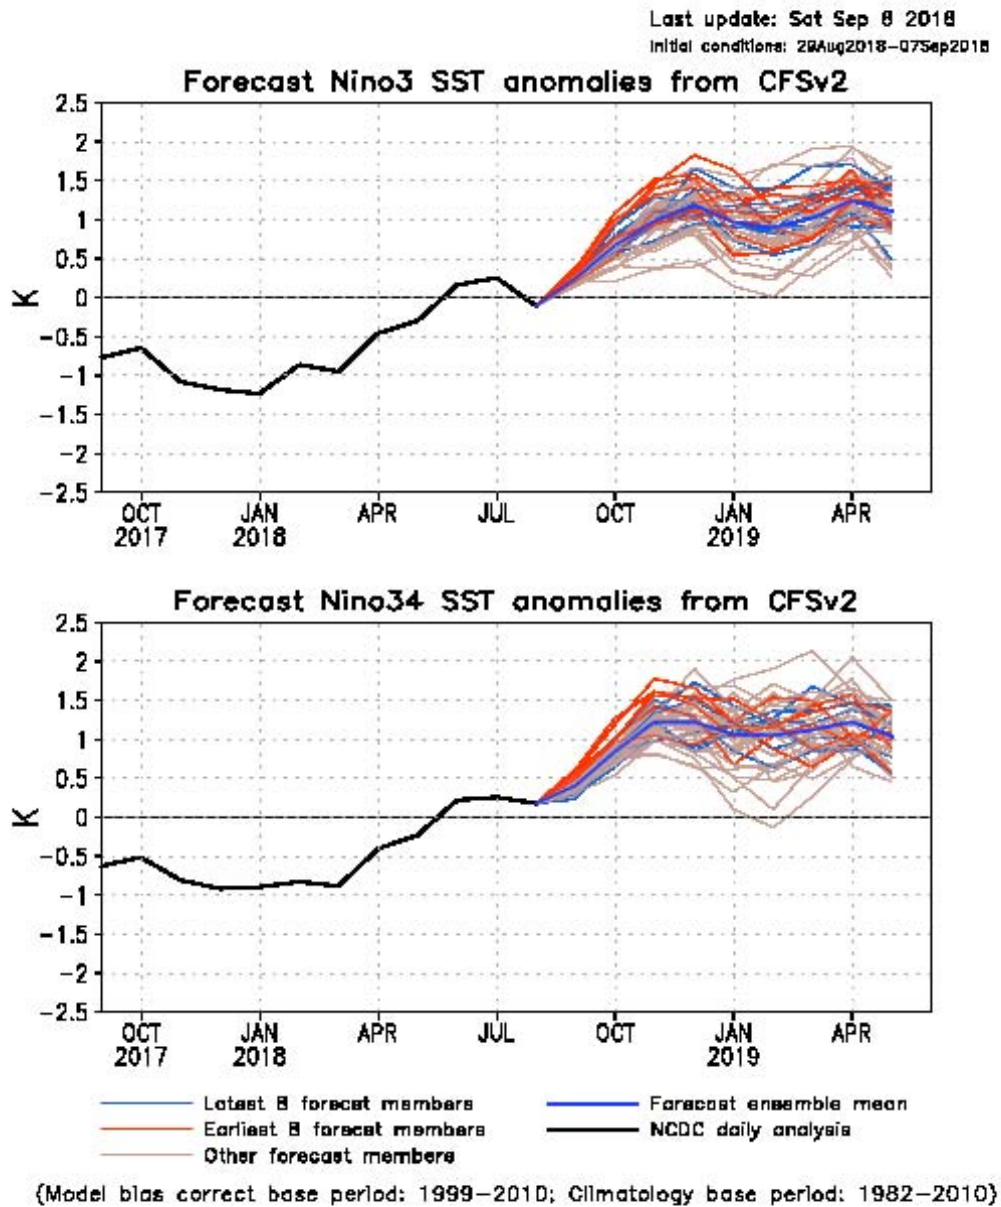 Last update: Sat Sep 8 2018
Initial conditions: 29Aug2018-07Sep2018
Forecast Nino3 SST anomalies from CFSv2
2.5
2
1.5
1
0.5
0
-0.5
-1
-1.5
-2
-2.5
K
OCT JAN APR JUL OCT JAN APR
2017 2018 2019
Forecast Nino34 SST anomalies from CFSv2
2.5
2
1.5
1
0.5
0
-0.5
-1
-1.5
-2
-2.5
K
OCT JAN APR JUL OCT JAN APR
2017 2018 2019
Latest 8 forecast members Forecast ensemble mean
Earliest 8 forecast members NCDC daily analysis
Other forecast members
(Model bias correct base period: 1999-2010; Climatology base period: 1982-2010)